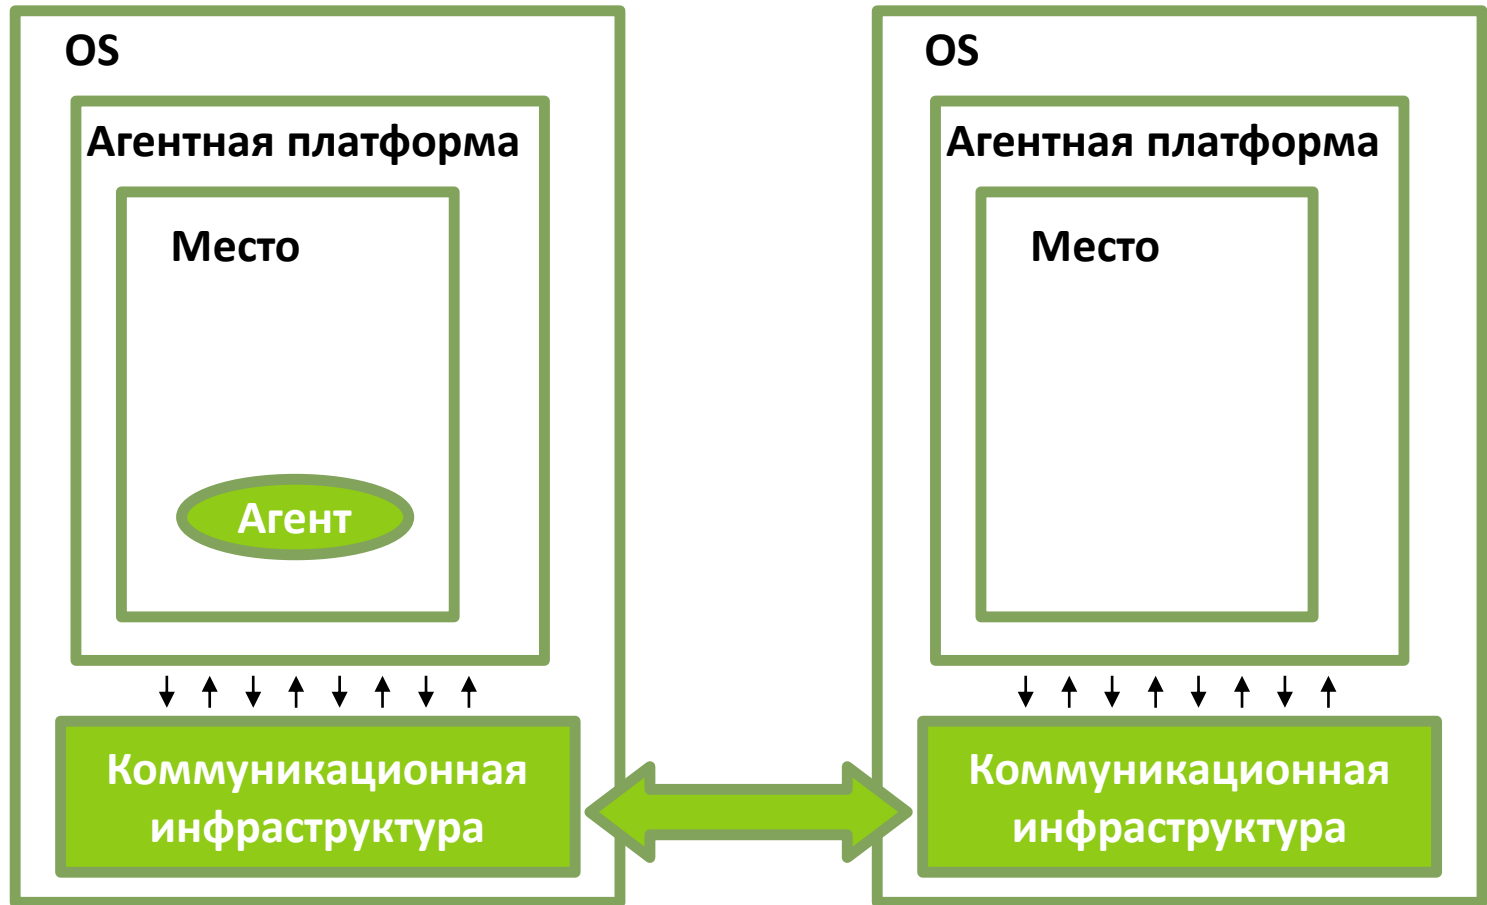 OS
Агентная платформа
Место
Агент
Коммуникационная
инфраструктура
OS
Агентная платформа
Место
Коммуникационная
инфраструктура